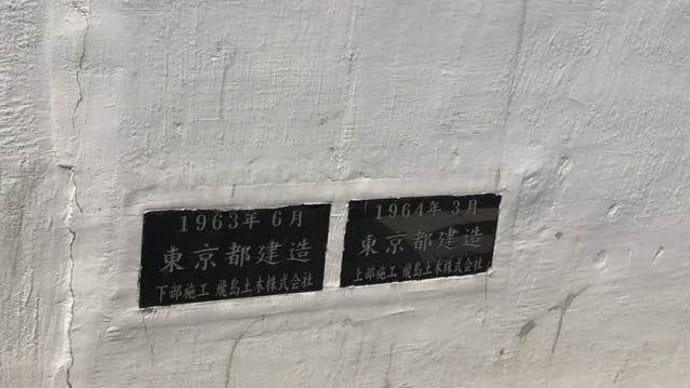 1963年6月
東京都建造
下部施工 飛島土木株式会社
1964年3月
東京都建造
上部施工 飛島土木株式会社